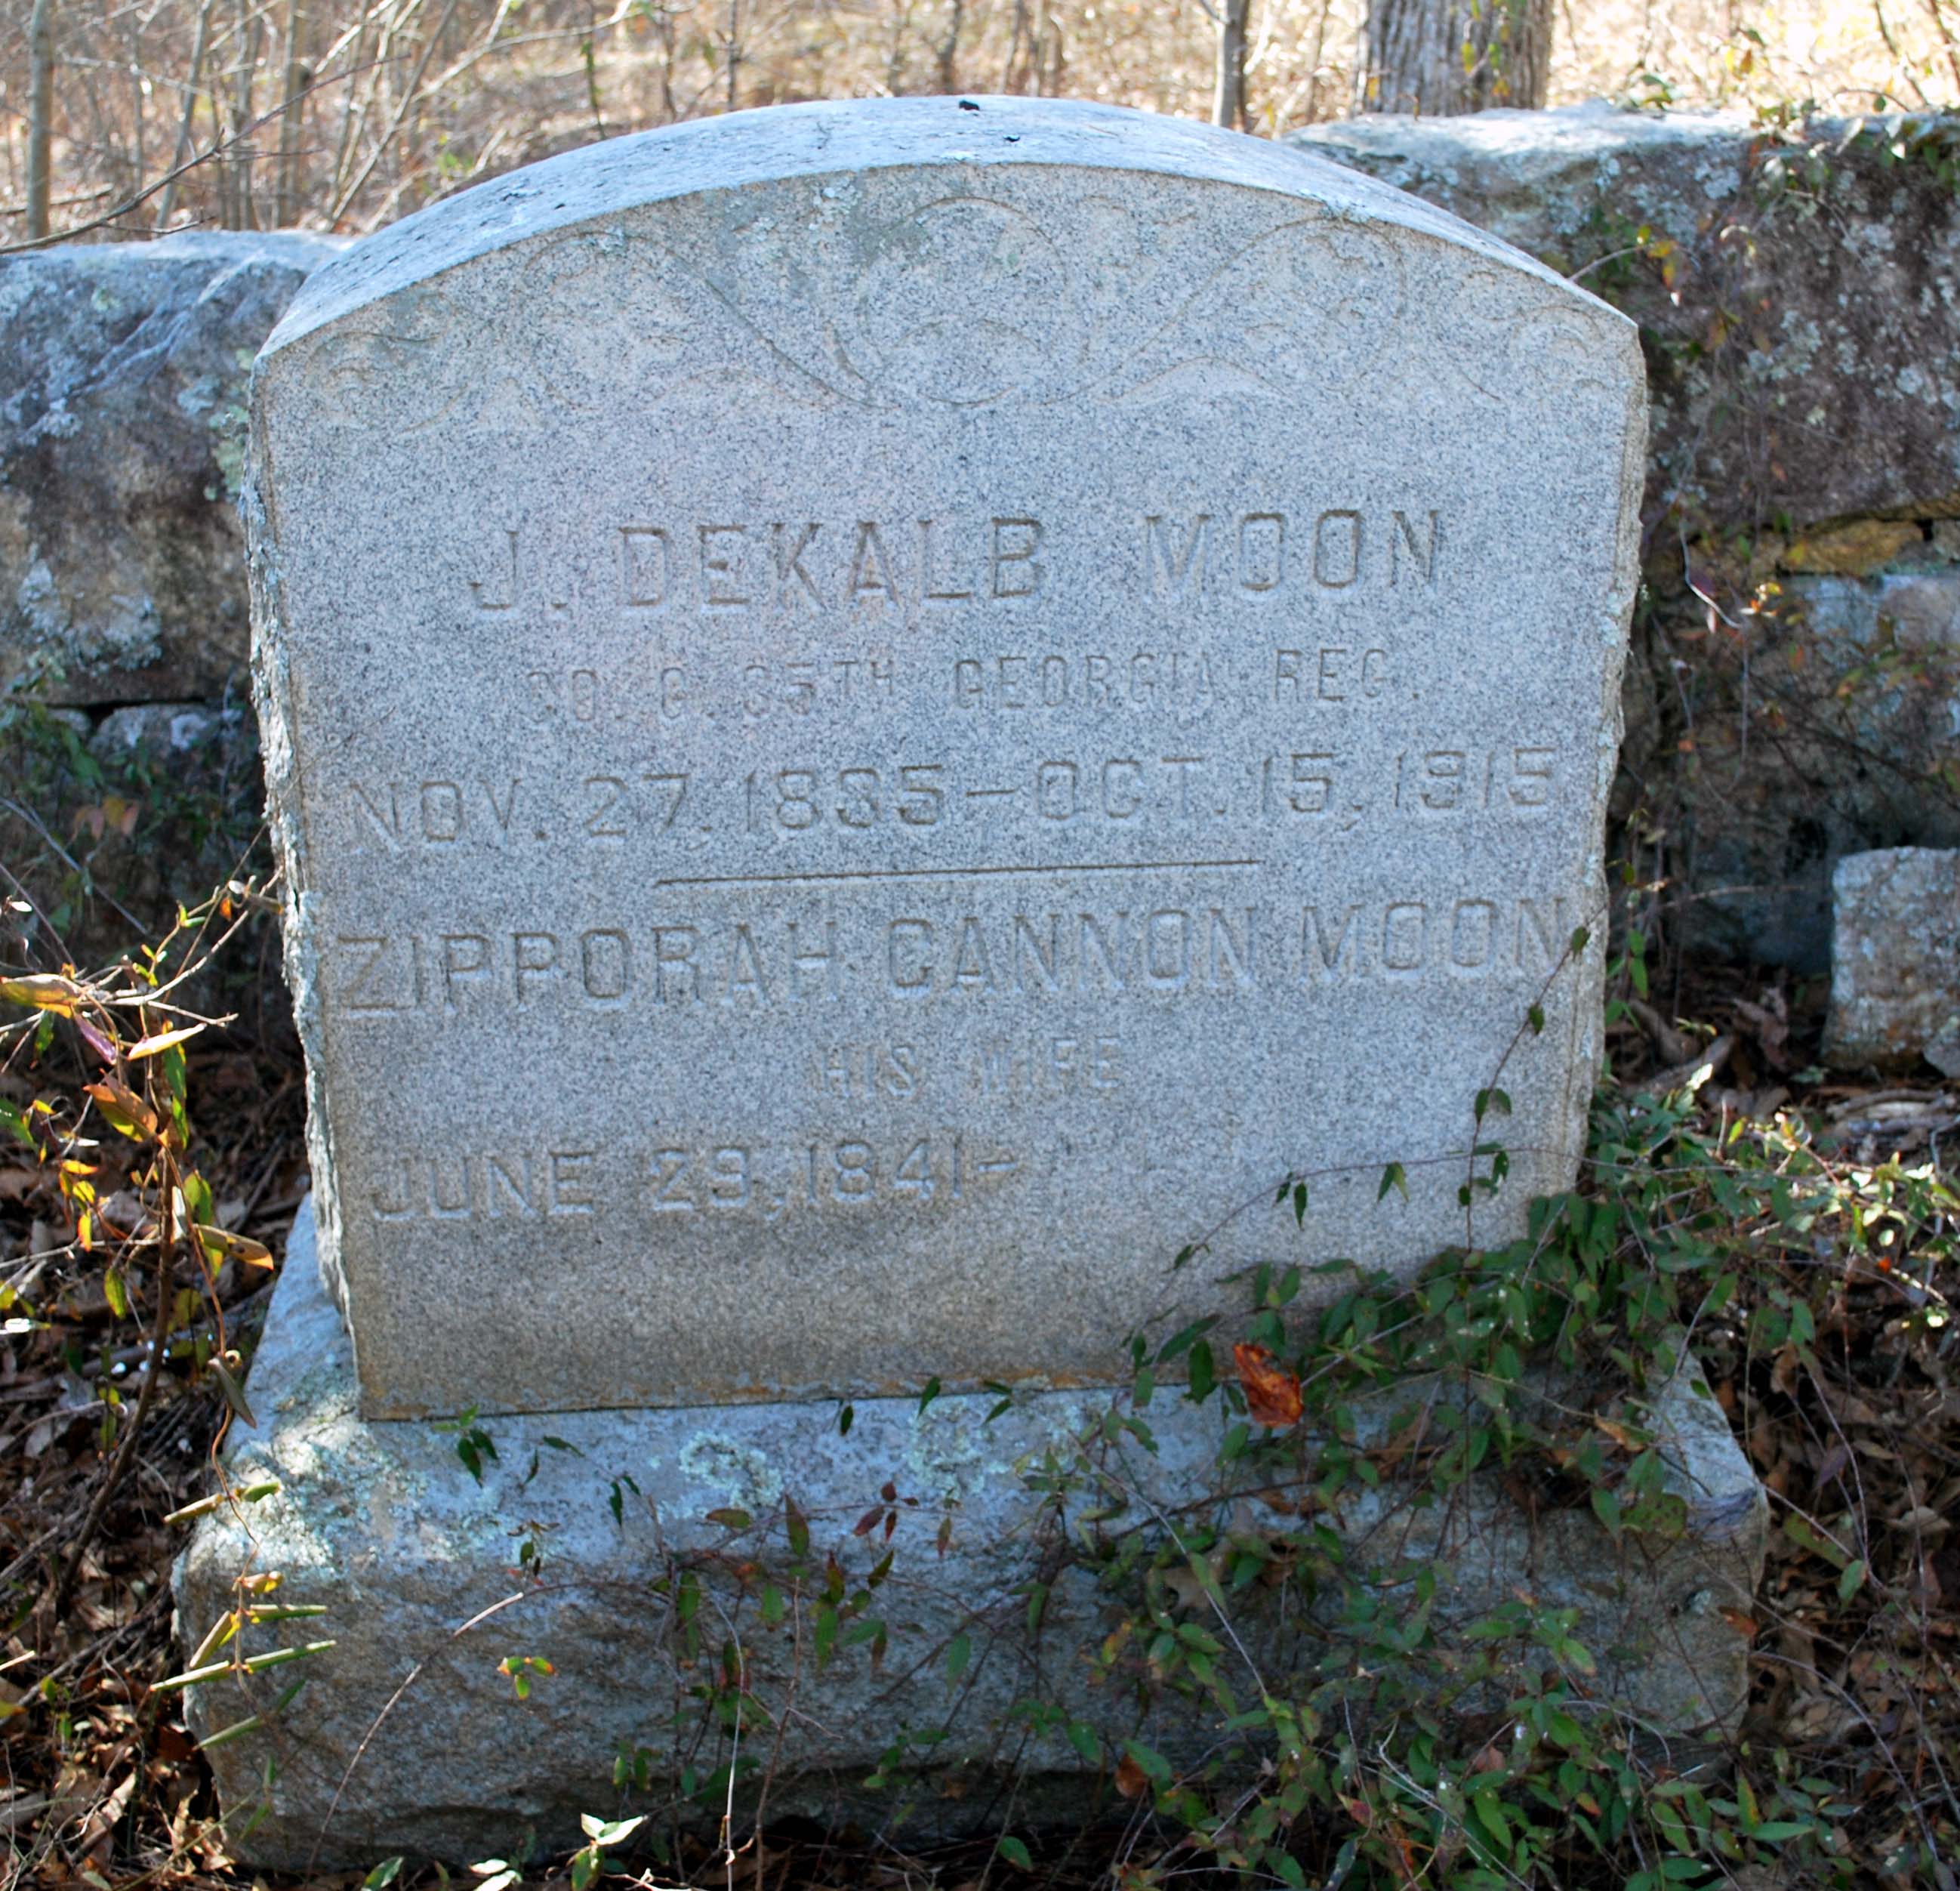 J. DEKALB MOON
CO. G. 35TH GEORGIA REG.
NOV. 27, 1835 – OCT. 15, 1915
ZIPPORAH CANNON MOON
HIS WIFE
JUNE 29, 1841 –